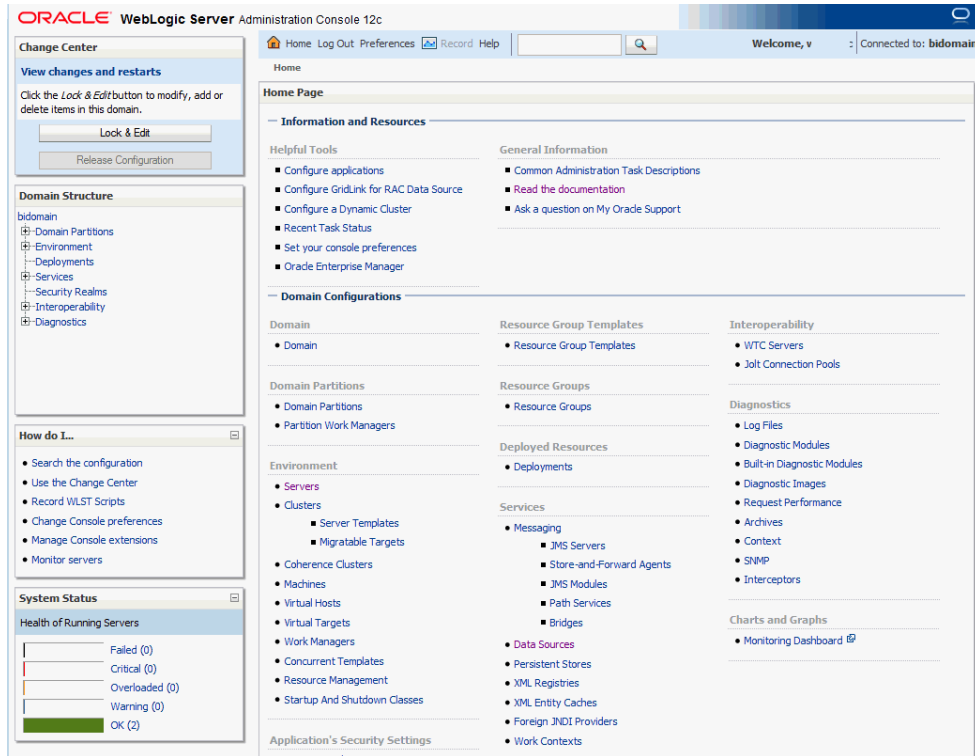 ORACLE WebLogic Server Administration Console 12c
Change Center
View changes and restarts
Click the Lock & Edit button to modify, add or
delete items in this domain.
Lock & Edit
Release Configuration
Domain Structure
bidomain
Domain Partitions
Environment
Deployments
Services
Security Realms
Interoperability
Diagnostics
How do I...
Search the configuration
Use the Change Center
Record WLST Scripts
Change Console preferences
Manage Console extensions
Monitor servers
System Status
Health of Running Servers
Failed (0)
Critical (0)
Overloaded (0)
Warning (0)
OK (2)
Home Log Out Preferences Record Help
Welcome, v : Connected to: bidomain
Home
Home Page
Information and Resources
Helpful Tools
Configure applications
Configure GridLink for RAC Data Source
Configure a Dynamic Cluster
Recent Task Status
Set your console preferences
Oracle Enterprise Manager
General Information
Common Administration Task Descriptions
Read the documentation
Ask a question on My Oracle Support
Domain Configurations
Domain
Domain
Domain Partitions
Domain Partitions
Partition Work Managers
Environment
Servers
Clusters
Server Templates
Migratable Targets
Coherence Clusters
Machines
Virtual Hosts
Virtual Targets
Work Managers
Concurrent Templates
Resource Management
Startup And Shutdown Classes
Application's Security Settings
Resource Group Templates
Resource Group Templates
Resource Groups
Resource Groups
Deployed Resources
Deployments
Services
Messaging
JMS Servers
Store-and-Forward Agents
JMS Modules
Path Services
Bridges
Data Sources
Persistent Stores
XML Registries
XML Entity Caches
Foreign JNDI Providers
Work Contexts
Interoperability
WTC Servers
Jolt Connection Pools
Diagnostics
Log Files
Diagnostic Modules
Built-in Diagnostic Modules
Diagnostic Images
Request Performance
Archives
Context
SNMP
Interceptors
Charts and Graphs
Monitoring Dashboard